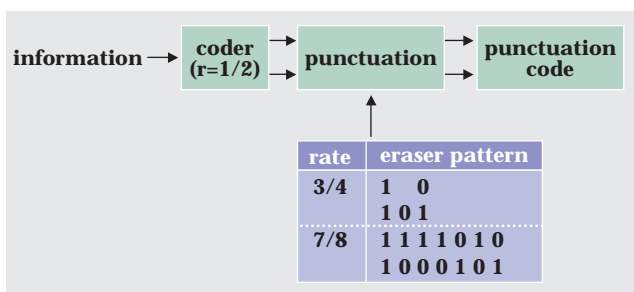 information
coder
(r=1/2)
punctuation
punctuation
code
rate eraser pattern
3/4 1 0
1 0 1
7/8 1 1 1 1 0 1 0
1 0 0 0 1 0 1